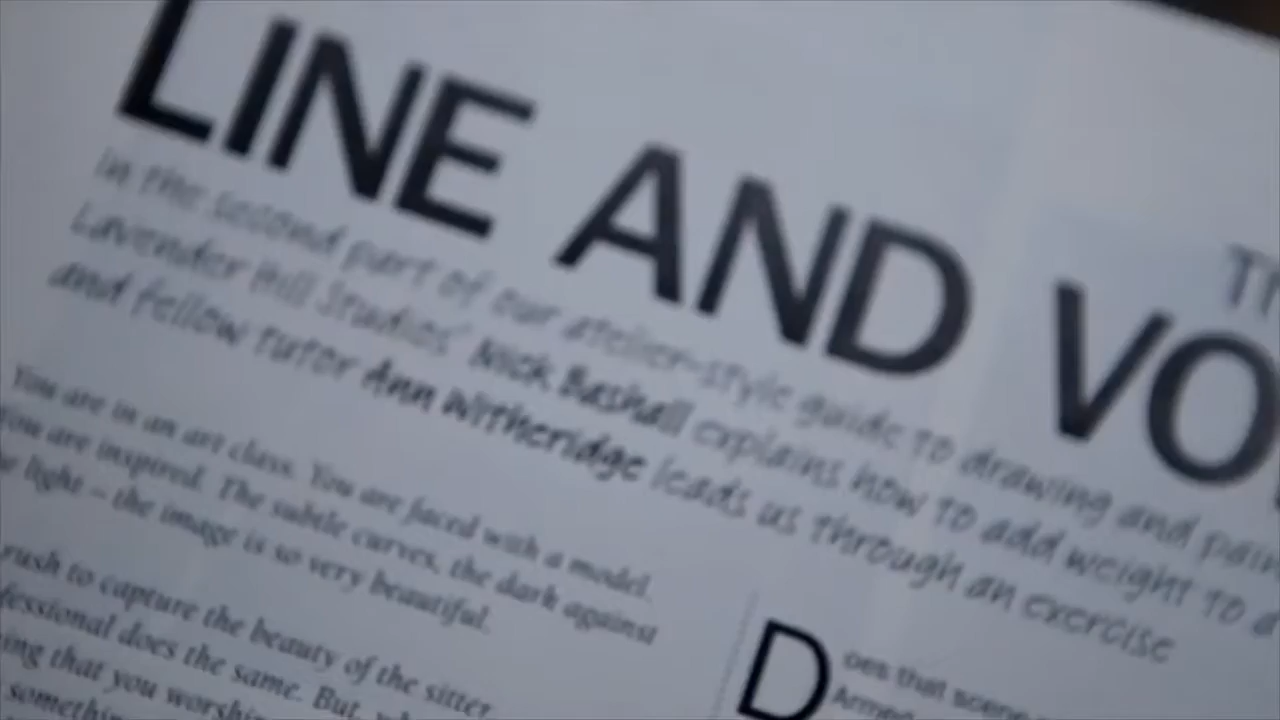 LINE AND VO
Th
In the second part of our atelier-style guide to drawing and pain
Lavender Hill Studios' Nick Bashall explains how to add weight to a
and fellow tutor Ann Witheridge leads us through an exercise
You are in an art class. You are faced with a model.
you are inspired. The subtle curves, the dark against
light – the image is so very beautiful.
rush to capture the beauty of the sitter
fessional does the same. But,
ing that you
somethin
Does that scene
Armed